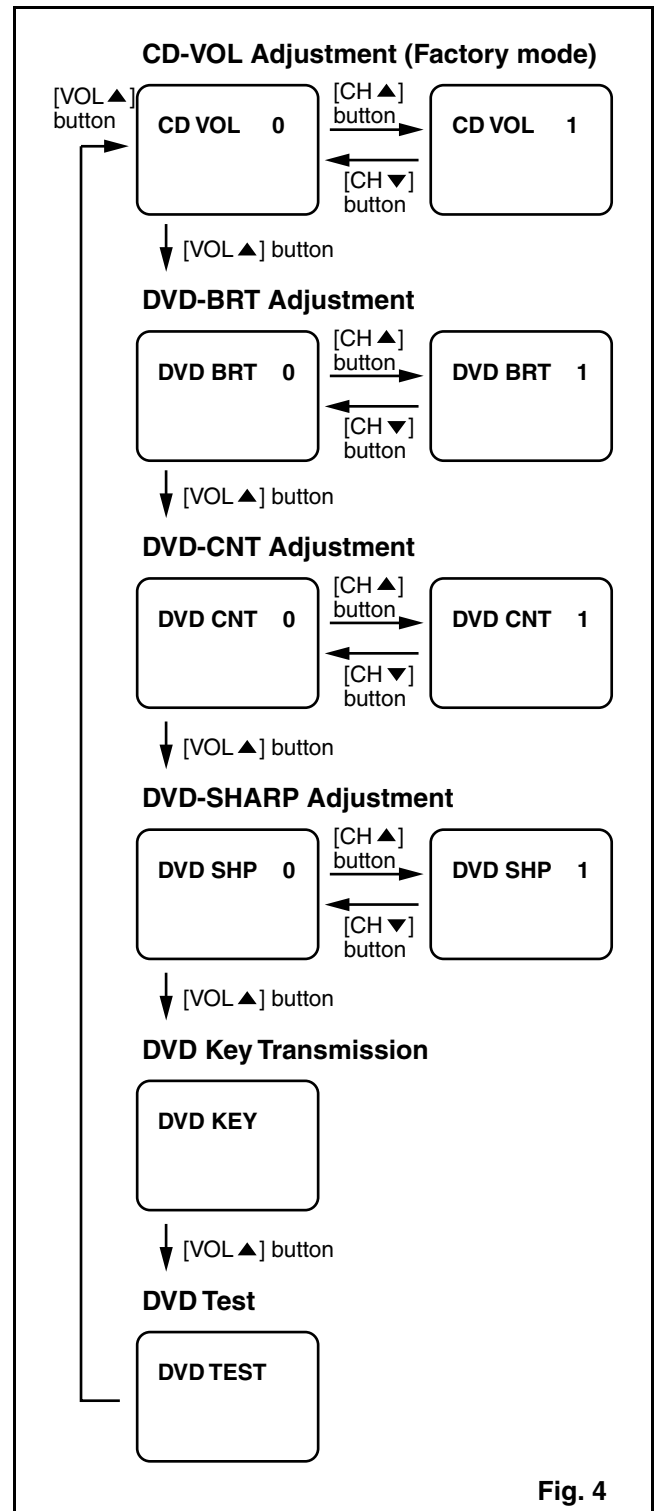 CD-VOL Adjustment (Factory mode)
[VOL ▲]
button
CD VOL 0
[CH ▲]
button
CD VOL 1
[CH ▼]
button
[VOL ▲] button
DVD-BRT Adjustment
DVD BRT 0
[CH ▲]
button
DVD BRT 1
[CH ▼]
button
[VOL ▲] button
DVD-CNT Adjustment
DVD CNT 0
[CH ▲]
button
DVD CNT 1
[CH ▼]
button
[VOL ▲] button
DVD-SHARP Adjustment
DVD SHP 0
[CH ▲]
button
DVD SHP 1
[CH ▼]
button
[VOL ▲] button
DVD Key Transmission
DVD KEY
[VOL ▲] button
DVD Test
DVD TEST
Fig. 4